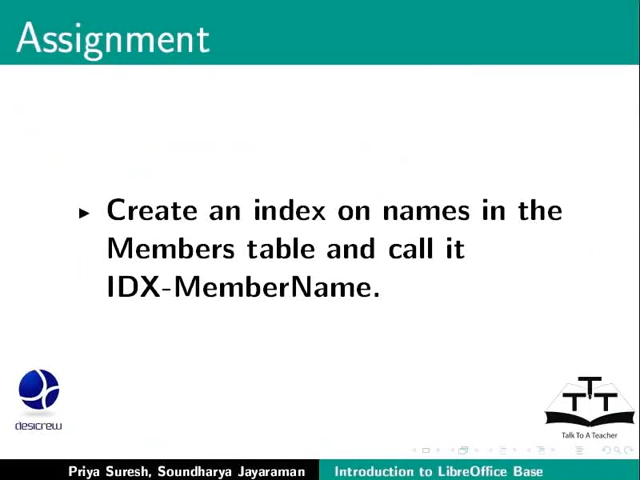 Assignment
Create an index on names in the
Members table and call it
IDX-MemberName.
desicrew
T T T
Talk To A Teacher
Priya Suresh, Soundharya Jayaraman
Introduction to LibreOffice Base